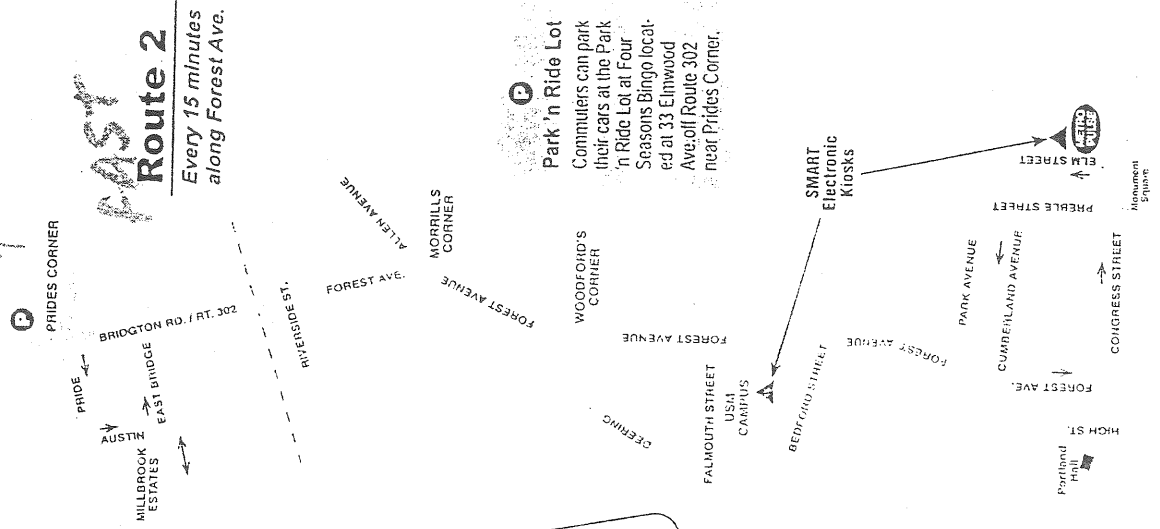 PAST
Route 2
Every 15 minutes
along Forest Ave.
P
Park 'n Ride Lot
Commuters can park
their cars at the Park
'n Ride Lot at Four
Seasons Bingo locat-
ed at 33 Elmwood
Ave.off Route 302
near Prides Corner.
P
PRIDES CORNER
BRIDGTON RD. / RT. 302
PRIDE
EAST BRIDGE
AUSTIN
MILLBROOK
ESTATES
RIVERSIDE ST.
FOREST AVE.
ALLEN AVENUE
MORRILLS
CORNER
FOREST AVENUE
WOODFORD'S
CORNER
FOREST AVENUE
DEERING
FALMOUTH STREET
USM
CAMPUS
BEDFORD STREET
SMART
Electronic
Kiosks
FOREST AVENUE
PARK AVENUE
CUMBERLAND AVENUE
PREBLE STREET
ELM STREET
METRO
PULSE
Monument
Square
CONGRESS STREET
FOREST AVE.
HIGH ST.
Portland
Hall